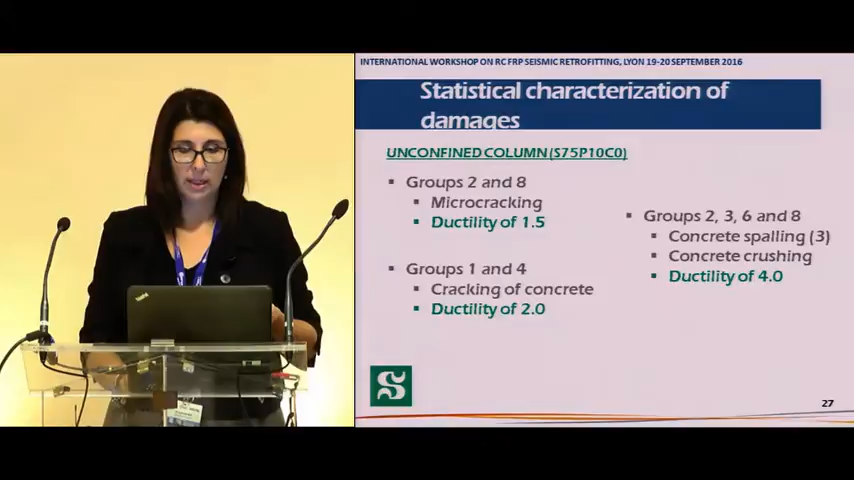 INTERNATIONAL WORKSHOP ON RC FRP SEISMIC RETROFITTING, LYON 19-20 SEPTEMBER 2016
Statistical characterization of
damages
UNCONFINED COLUMN (S75P10C0)
Groups 2 and 8
Microcracking
Ductility of 1.5
Groups 1 and 4
Cracking of concrete
Ductility of 2.0
Groups 2, 3, 6 and 8
Concrete spalling (3)
Concrete crushing
Ductility of 4.0
S
27